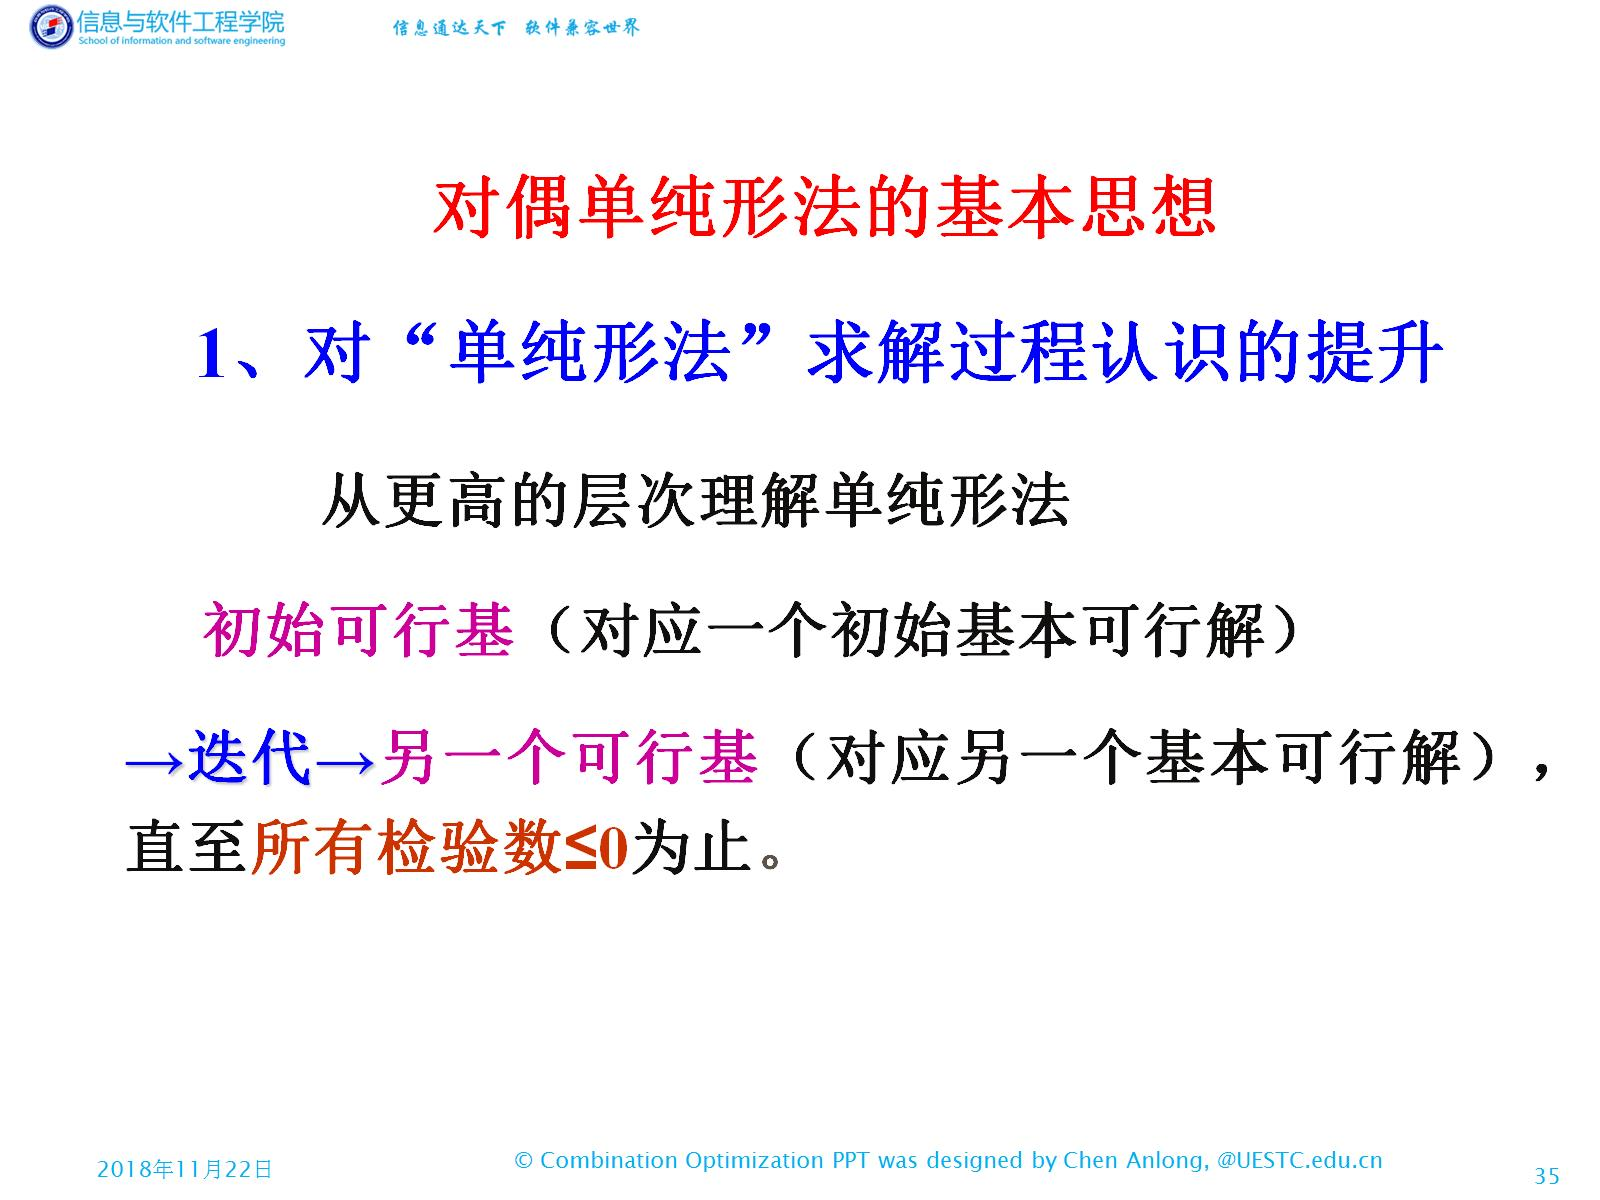 信息与软件工程学院
School of information and software engineering
信息通达天下 软件兼容世界
对偶单纯形法的基本思想
1、对“单纯形法”求解过程认识的提升
从更高的层次理解单纯形法
初始可行基（对应一个初始基本可行解）
→迭代→另一个可行基（对应另一个基本可行解），
直至所有检验数≦0为止。
2018年11月22日
© Combination Optimization PPT was designed by Chen Anlong, @UESTC.edu.cn
35